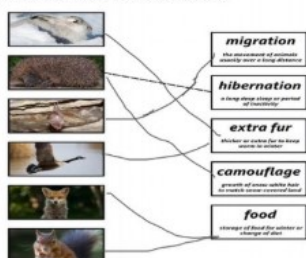 migration
the movement of animals
usually over a long distance
hibernation
a long deep sleep or period
of inactivity
extra fur
thicker or extra fur to keep
warm in winter
camouflage
growth of snow white hair
to match snow-covered land
food
storage of food for winter or
change of diet